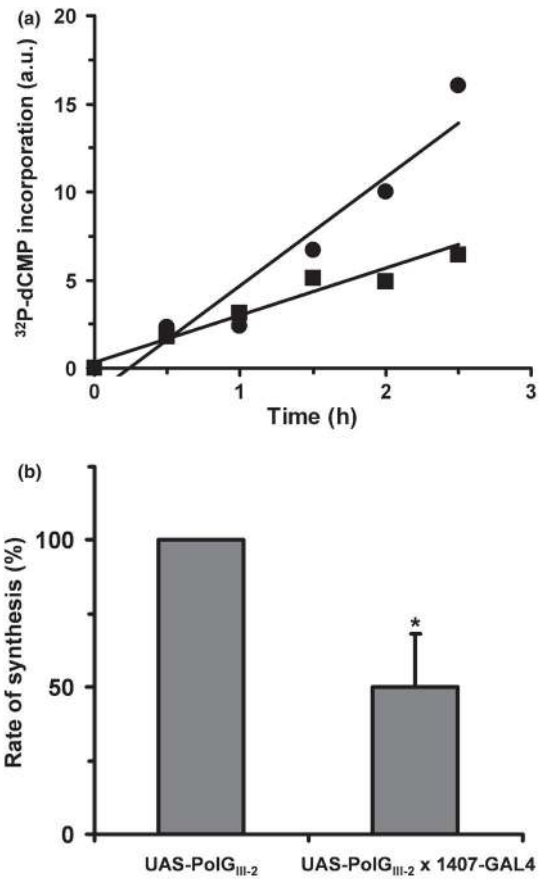 (a)
20
15
10
5
0
³²P-dCMP incorporation (a.u.)
0 1 2 3
Time (h)
(b)
100
50
0
Rate of synthesis (%)
*
UAS-PolG_III-2 UAS-PolG_III-2 x 1407-GAL4